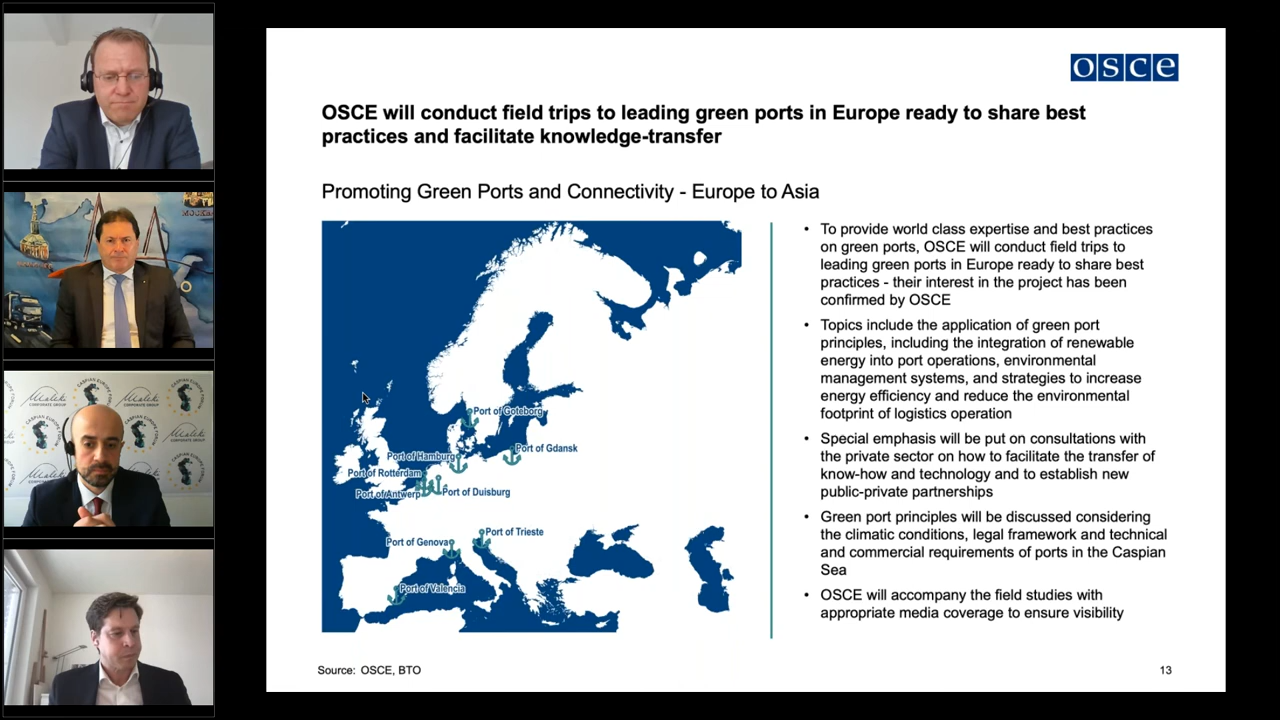 osce
OSCE will conduct field trips to leading green ports in Europe ready to share best
practices and facilitate knowledge-transfer
Promoting Green Ports and Connectivity - Europe to Asia
Port of Goteborg
Port of Gdansk
Port of Hamburg
Port of Rotterdam
Port of Antwerp
Port of Duisburg
Port of Trieste
Port of Genova
Port of Valencia
• To provide world class expertise and best practices
on green ports, OSCE will conduct field trips to
leading green ports in Europe ready to share best
practices - their interest in the project has been
confirmed by OSCE
• Topics include the application of green port
principles, including the integration of renewable
energy into port operations, environmental
management systems, and strategies to increase
energy efficiency and reduce the environmental
footprint of logistics operation
• Special emphasis will be put on consultations with
the private sector on how to facilitate the transfer of
know-how and technology and to establish new
public-private partnerships
• Green port principles will be discussed considering
the climatic conditions, legal framework and technical
and commercial requirements of ports in the Caspian
Sea
• OSCE will accompany the field studies with
appropriate media coverage to ensure visibility
Source: OSCE, BTO
13